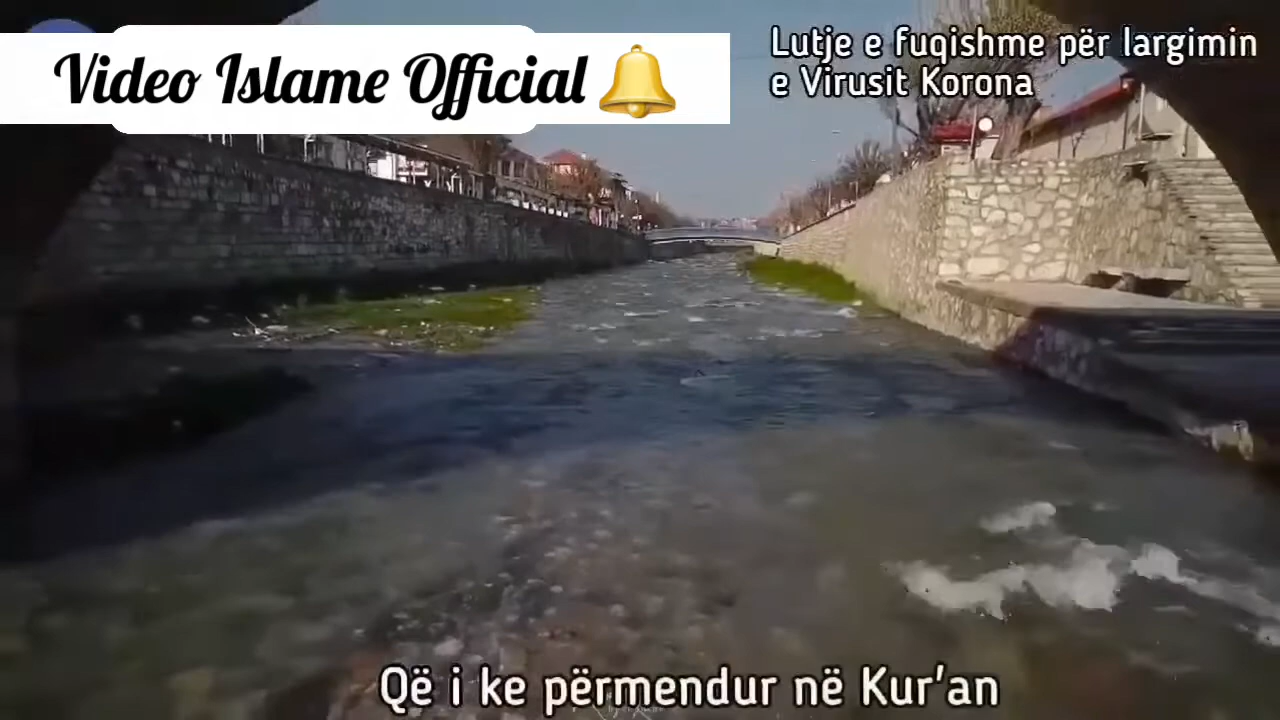 Video Islame Official
Lutje e fuqishme për largimin
e Virusit Korona
Që i ke përmendur në Kur'an